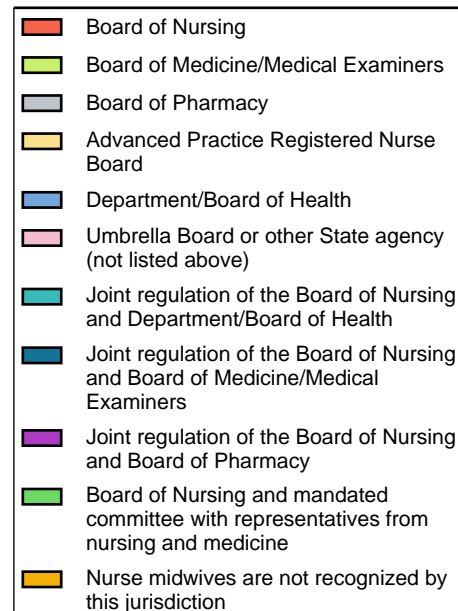 Board of Nursing
Board of Medicine/Medical Examiners
Board of Pharmacy
Advanced Practice Registered Nurse
Board
Department/Board of Health
Umbrella Board or other State agency
(not listed above)
Joint regulation of the Board of Nursing
and Department/Board of Health
Joint regulation of the Board of Nursing
and Board of Medicine/Medical
Examiners
Joint regulation of the Board of Nursing
and Board of Pharmacy
Board of Nursing and mandated
committee with representatives from
nursing and medicine
Nurse midwives are not recognized by
this jurisdiction